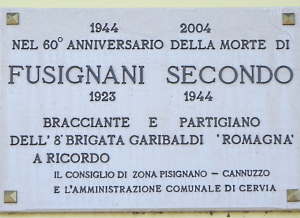 1944 2004
NEL 60° ANNIVERSARIO DELLA MORTE DI
FUSIGNANI SECONDO
1923 1944
BRACCIANTE E PARTIGIANO
DELL'8ª BRIGATA GARIBALDI "ROMAGNA"
A RICORDO
IL CONSIGLIO DI ZONA PISIGNANO - CANNUZZO
E L'AMMINISTRAZIONE COMUNALE DI CERVIA